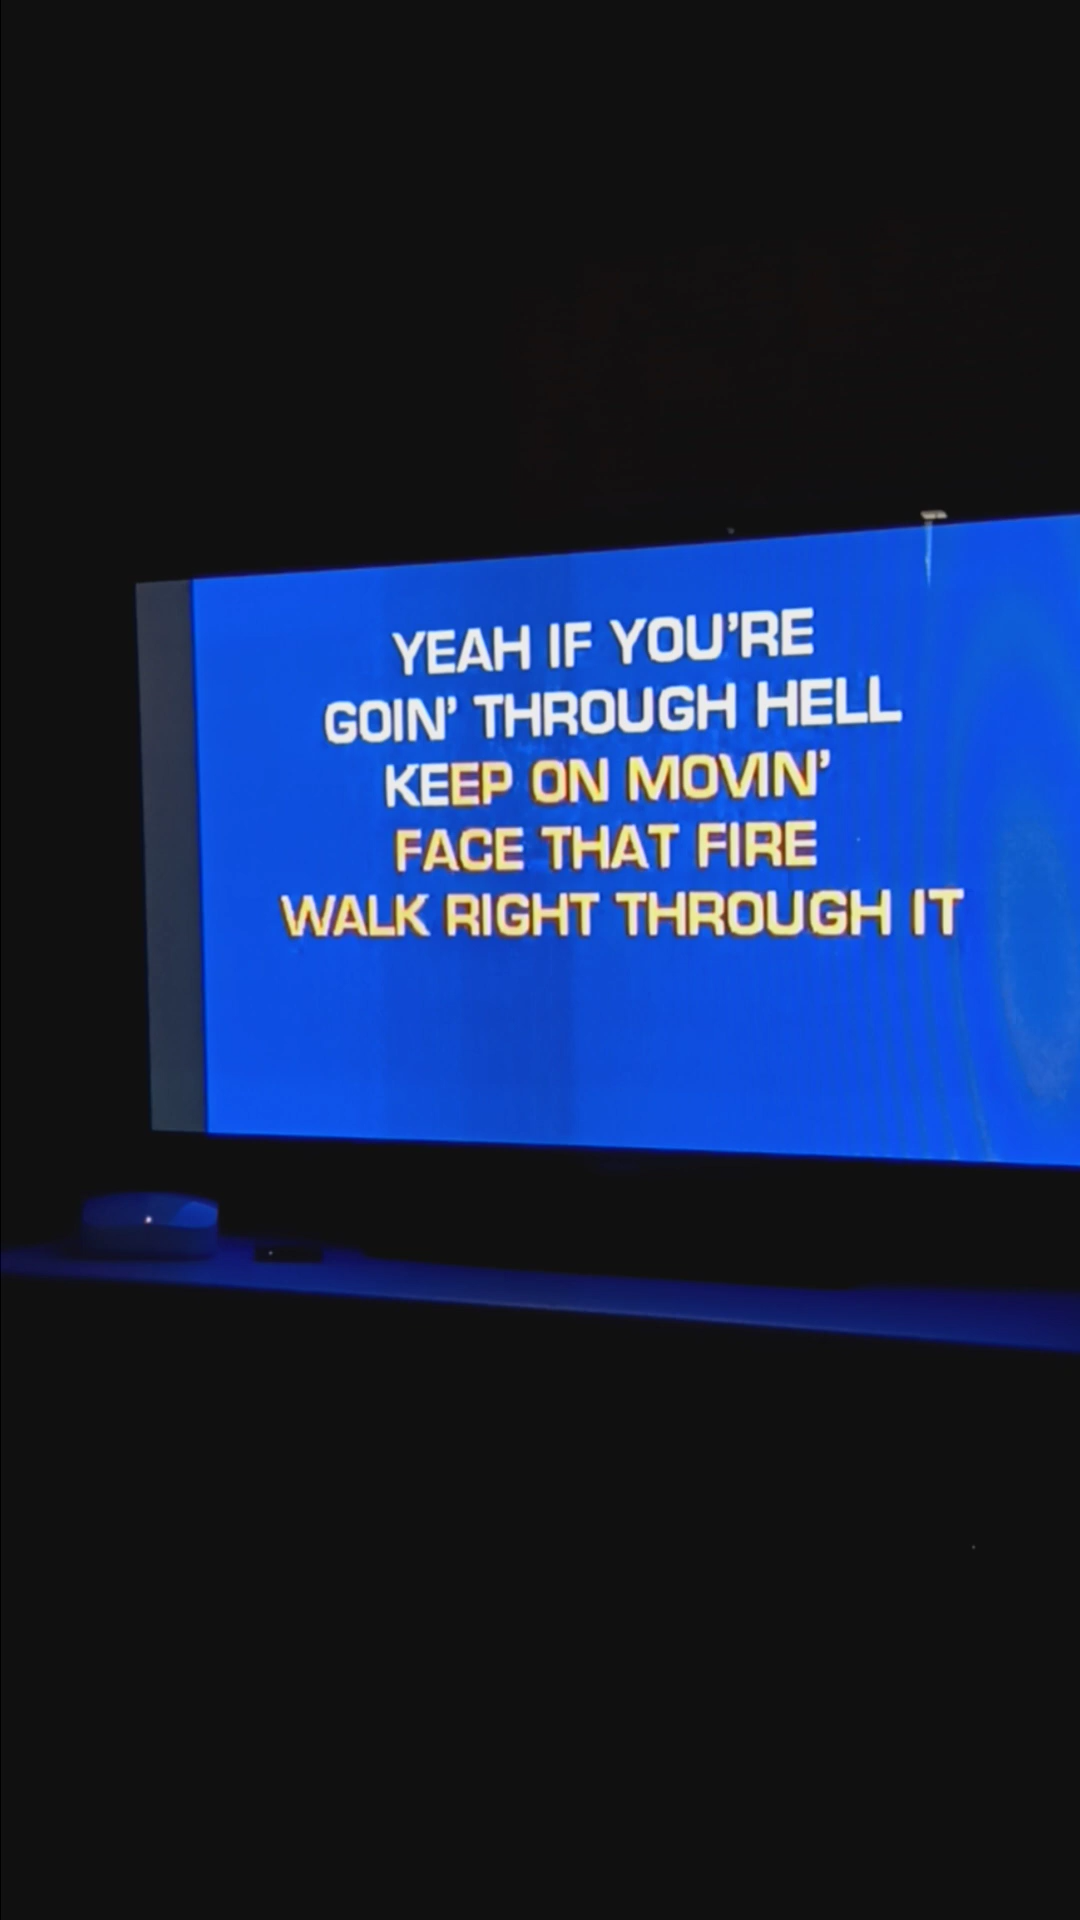 YEAH IF YOU'RE
GOIN' THROUGH HELL
KEEP ON MOVIN'
FACE THAT FIRE
WALK RIGHT THROUGH IT